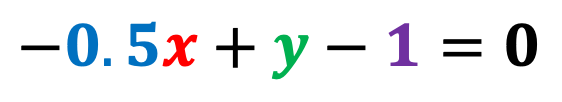 −0.5x + y − 1 = 0